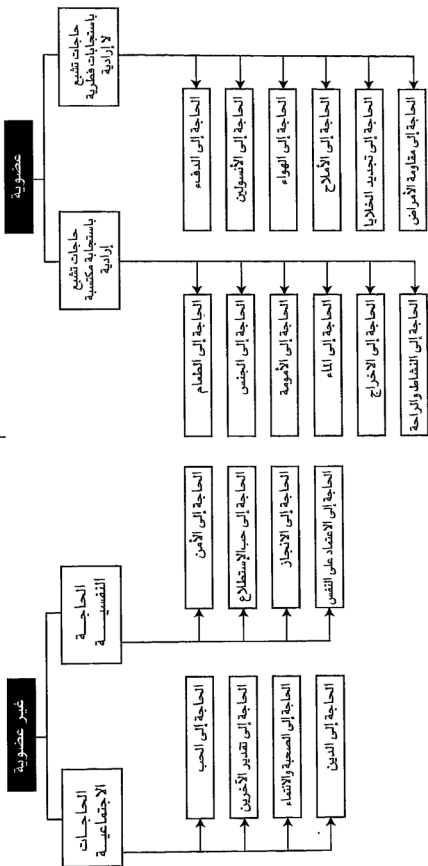 عضوية
حاجات تشبع
باستجابات فطرية
لا إرادية
الحاجة إلى الدفء
الحاجة إلى الأنسولين
الحاجة إلى الهواء
الحاجة إلى الأملاح
الحاجة إلى تجديد الخلايا
الحاجة إلى مقاومة الأمراض
حاجات تشبع
باستجابة مكتسبة
إرادية
الحاجة إلى الطعام
الحاجة إلى الجنس
الحاجة إلى الأمومة
الحاجة إلى الماء
الحاجة إلى الاخراج
الحاجة إلى النشاط والراحة
غير عضوية
الحاجة
النفسية
الحاجة إلى الأمن
الحاجة إلى حب الإستطلاع
الحاجة إلى الانجاز
الحاجة إلى الاعتماد على النفس
الحاجات
الاجتماعية
الحاجة إلى الحب
الحاجة إلى تقدير الآخرين
الحاجة إلى الصحبة والانتماء
الحاجة إلى الدين